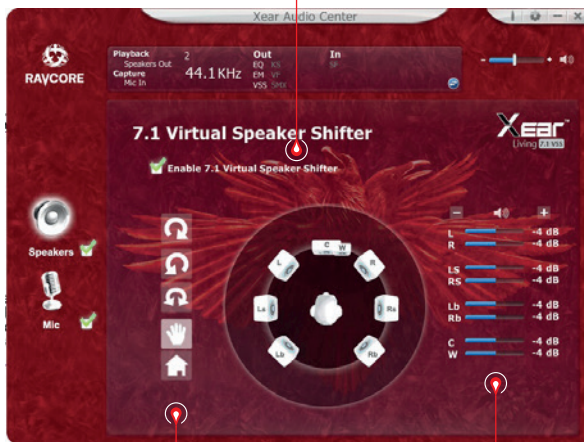 Xear Audio Center
RAVCORE
Playback 2
Speakers Out
Capture
Mic In
44.1KHz
Out
EQ KS
EM VF
VSS SMX
In
SF
- +
7.1 Virtual Speaker Shifter
Xear™
Living 7.1 VSS
Enable 7.1 Virtual Speaker Shifter
Speakers
Mic
C W
L R
Ls Rs
Lb Rb
L -4 dB
R -4 dB
LS -4 dB
RS -4 dB
Lb -4 dB
Rb -4 dB
C -4 dB
W -4 dB